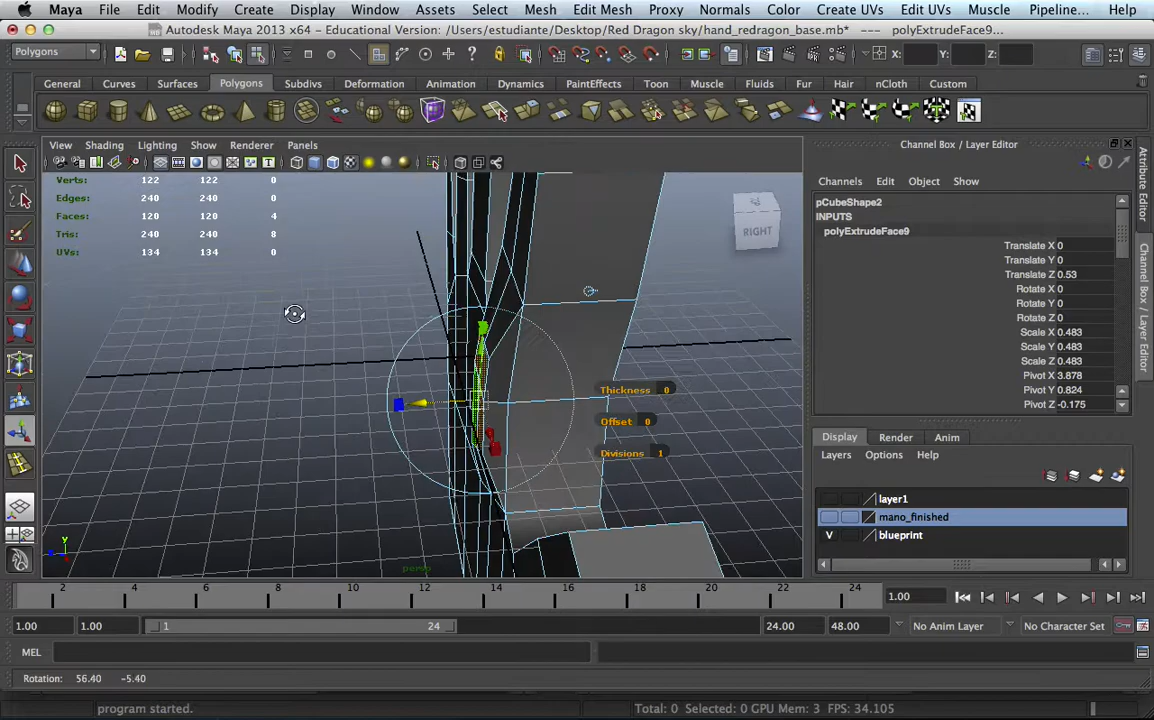 Maya File Edit Modify Create Display Window Assets Select Mesh Edit Mesh Proxy Normals Color Create UVs Edit UVs Muscle Pipeline... Help
Autodesk Maya 2013 x64 - Educational Version: /Users/estudiante/Desktop/Red Dragon sky/hand_redragon_base.mb* --- polyExtrudeFace9...
Polygons X: Y: Z:
General Curves Surfaces Polygons Subdivs Deformation Animation Dynamics PaintEffects Toon Muscle Fluids Fur Hair nCloth Custom
View Shading Lighting Show Renderer Panels
Verts: 122 122 0
Edges: 240 240 0
Faces: 120 120 4
Tris: 240 240 8
UVs: 134 134 0
RIGHT
Thickness 0
Offset 0
Divisions 1
y
persp
Channel Box / Layer Editor
Channels Edit Object Show
pCubeShape2
INPUTS
polyExtrudeFace9
Translate X 0
Translate Y 0
Translate Z 0.53
Rotate X 0
Rotate Y 0
Rotate Z 0
Scale X 0.483
Scale Y 0.483
Scale Z 0.483
Pivot X 3.878
Pivot Y 0.824
Pivot Z -0.175
Display Render Anim
Layers Options Help
layer1
mano_finished
V blueprint
Attribute Editor
Channel Box / Layer Editor
2 4 6 8 10 12 14 16 18 20 22 24 1.00
1.00 1.00 1 24 24.00 48.00 No Anim Layer No Character Set
MEL
Rotation: 56.40 -5.40
program started. Total: 0 Selected: 0 GPU Mem: 3 FPS: 34.105